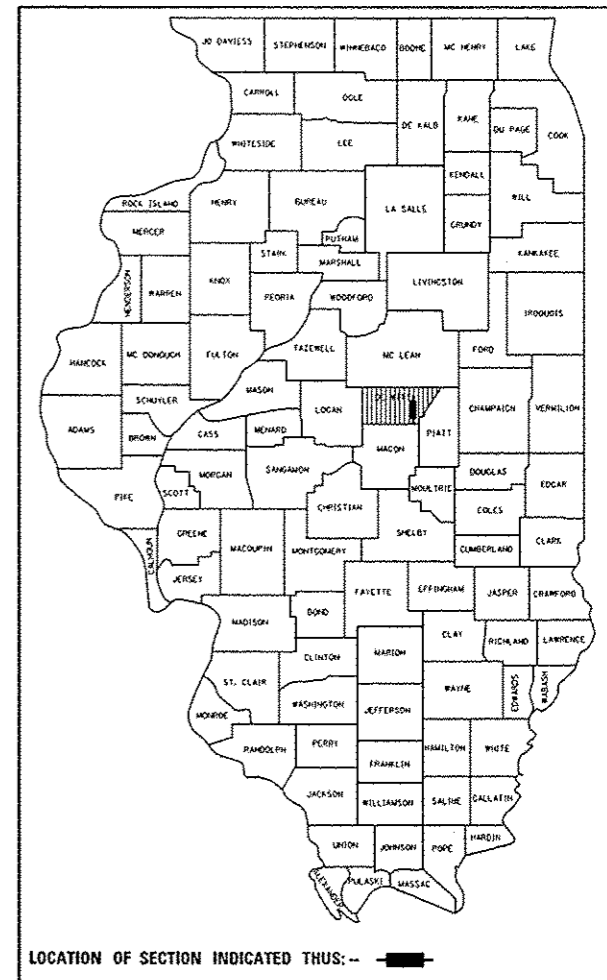 JO DAVIESS STEPHENSON WINNEBAGO BOONE MC HENRY LAKE
CARROLL OGLE
DE KALB KANE DU PAGE COOK
WHITESIDE LEE
KENDALL
ROCK ISLAND HENRY BUREAU LA SALLE GRUNDY WILL
MERCER PUTNAM
STARK MARSHALL KANKAKEE
HENDERSON WARREN KNOX PEORIA WOODFORD LIVINGSTON IROQUOIS
HANCOCK MC DONOUGH FULTON TAZEWELL MC LEAN FORD
MASON
SCHUYLER LOGAN DE WITT CHAMPAIGN VERMILION
ADAMS BROWN CASS MENARD MACON PIATT
MORGAN SANGAMON DOUGLAS
PIKE SCOTT CHRISTIAN MOULTRIE EDGAR
COLES
GREENE SHELBY
CALHOUN MACOUPIN MONTGOMERY CUMBERLAND CLARK
JERSEY
FAYETTE EFFINGHAM JASPER CRAWFORD
MADISON BOND
CLAY RICHLAND LAWRENCE
CLINTON MARION
ST. CLAIR WAYNE EDWARDS WABASH
WASHINGTON JEFFERSON
MONROE
RANDOLPH PERRY HAMILTON WHITE
FRANKLIN
JACKSON WILLIAMSON SALINE GALLATIN
HARDIN
UNION JOHNSON POPE
ALEXANDER PULASKI MASSAC
LOCATION OF SECTION INDICATED THUS:--